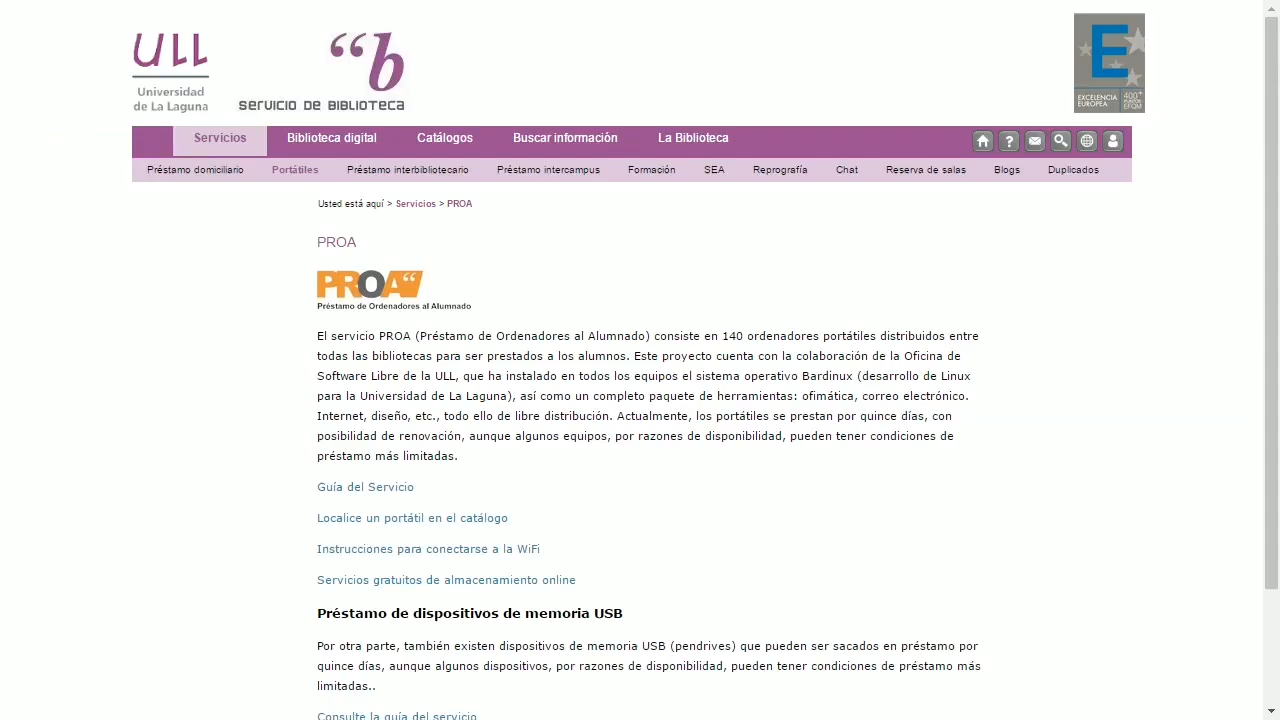 ULL
Universidad
de La Laguna
“b
SERVICIO DE BIBLIOTECA
E
EXCELENCIA
EUROPEA
400+
PUNTOS
EFQM
Servicios Biblioteca digital Catálogos Buscar información La Biblioteca
Préstamo domiciliario Portátiles Préstamo interbibliotecario Préstamo intercampus Formación SEA Reprografía Chat Reserva de salas Blogs Duplicados
Usted está aquí > Servicios > PROA
PROA
PROA“
Préstamo de Ordenadores al Alumnado
El servicio PROA (Préstamo de Ordenadores al Alumnado) consiste en 140 ordenadores portátiles distribuidos entre
todas las bibliotecas para ser prestados a los alumnos. Este proyecto cuenta con la colaboración de la Oficina de
Software Libre de la ULL, que ha instalado en todos los equipos el sistema operativo Bardinux (desarrollo de Linux
para la Universidad de La Laguna), así como un completo paquete de herramientas: ofimática, correo electrónico.
Internet, diseño, etc., todo ello de libre distribución. Actualmente, los portátiles se prestan por quince días, con
posibilidad de renovación, aunque algunos equipos, por razones de disponibilidad, pueden tener condiciones de
préstamo más limitadas.
Guía del Servicio
Localice un portátil en el catálogo
Instrucciones para conectarse a la WiFi
Servicios gratuitos de almacenamiento online
Préstamo de dispositivos de memoria USB
Por otra parte, también existen dispositivos de memoria USB (pendrives) que pueden ser sacados en préstamo por
quince días, aunque algunos dispositivos, por razones de disponibilidad, pueden tener condiciones de préstamo más
limitadas..
Consulte la guía del servicio